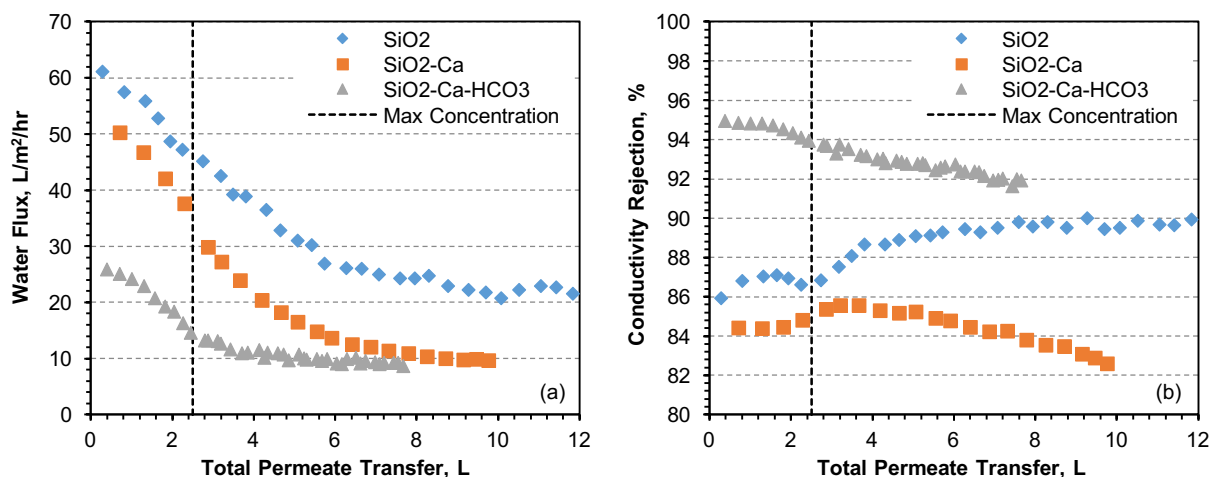 70
60
50
40
30
20
10
0
Water Flux, L/m²/hr
SiO2
SiO2-Ca
SiO2-Ca-HCO3
Max Concentration
(a)
0 2 4 6 8 10 12
Total Permeate Transfer, L
100
98
96
94
92
90
88
86
84
82
80
Conductivity Rejection, %
SiO2
SiO2-Ca
SiO2-Ca-HCO3
Max Concentration
(b)
0 2 4 6 8 10 12
Total Permeate Transfer, L